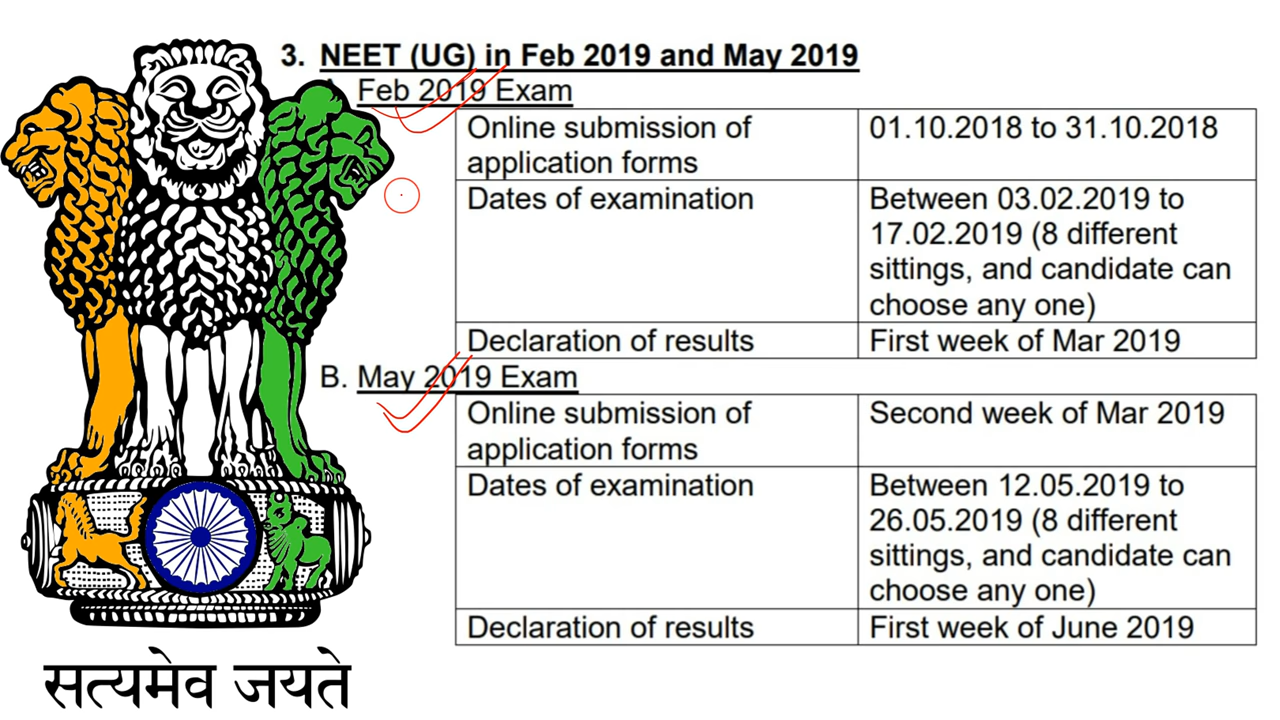 3. NEET (UG) in Feb 2019 and May 2019
Feb 2019 Exam
Online submission of application forms
01.10.2018 to 31.10.2018
Dates of examination
Between 03.02.2019 to
17.02.2019 (8 different
sittings, and candidate can
choose any one)
Declaration of results
First week of Mar 2019
B. May 2019 Exam
Online submission of
application forms
Second week of Mar 2019
Dates of examination
Between 12.05.2019 to
26.05.2019 (8 different
sittings, and candidate can
choose any one)
Declaration of results
First week of June 2019
सत्यमेव जयते